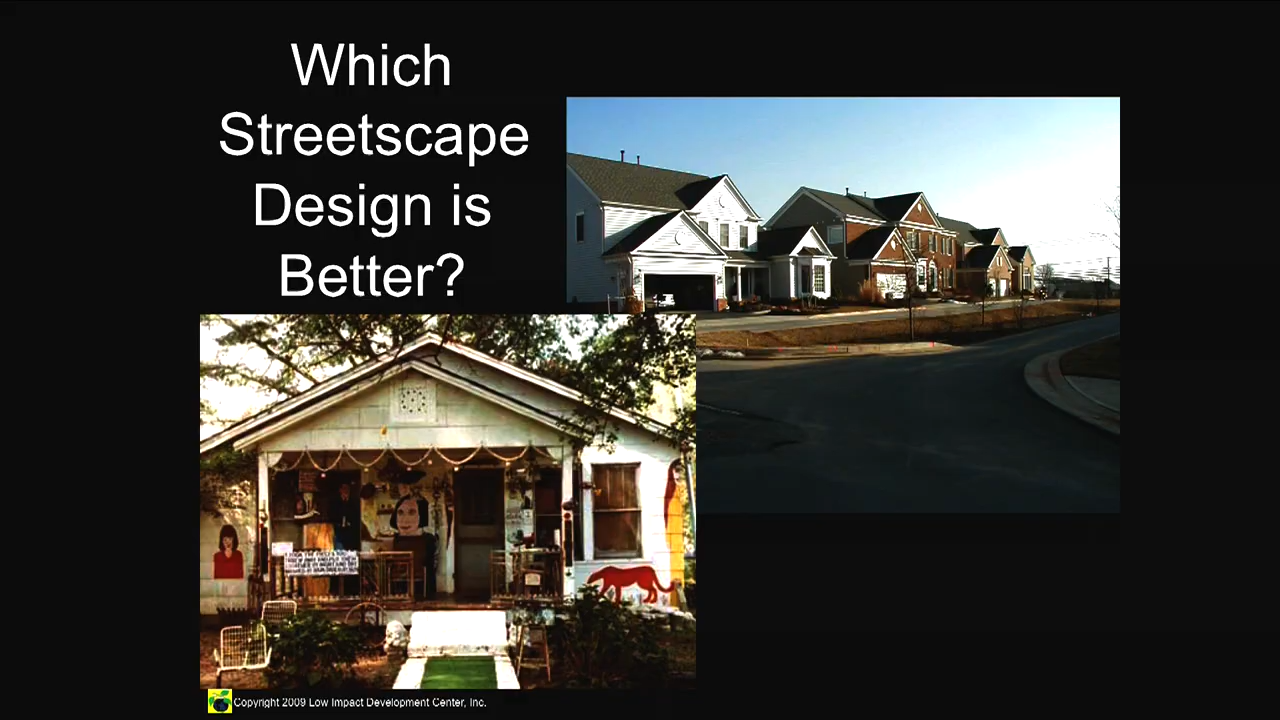 Which
Streetscape
Design is
Better?
Copyright 2009 Low Impact Development Center, Inc.